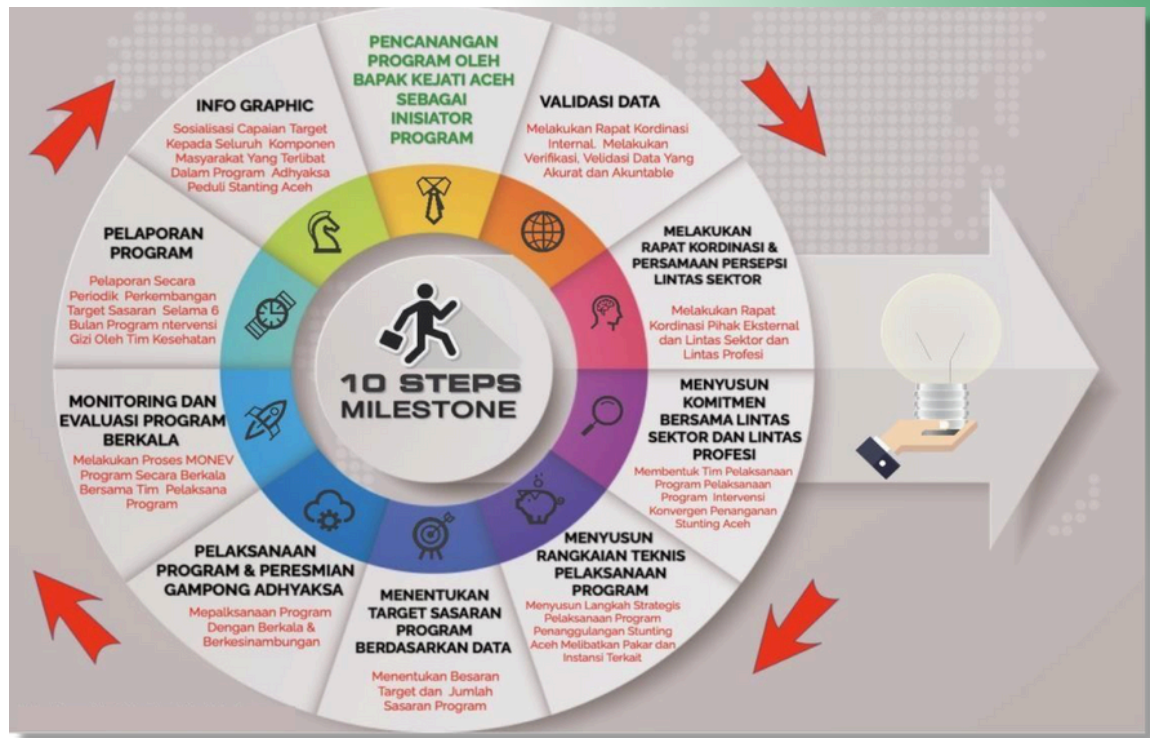 PENCANANGAN
PROGRAM OLEH
BAPAK KEJATI ACEH
SEBAGAI
INISIATOR
PROGRAM
VALIDASI DATA
Melakukan Rapat Kordinasi
Internal. Melakukan
Verifikasi, Velidasi Data Yang
Akurat dan Akuntable
MELAKUKAN
RAPAT KORDINASI &
PERSAMAAN PERSEPSI
LINTAS SEKTOR
Melakukan Rapat
Kordinasi Pihak Eksternal
dan Lintas Sektor dan
Lintas Profesi
MENYUSUN
KOMITMEN
BERSAMA LINTAS
SEKTOR DAN LINTAS
PROFESI
Membentuk Tim Pelaksanaan
Program Pelaksanaan
Program Intervensi
Konvergen Penanganan
Stunting Aceh
MENYUSUN
RANGKAIAN TEKNIS
PELAKSANAAN
PROGRAM
Menyusun Langkah Strategis
Pelaksanaan Program
Penanggulangan Stunting
Aceh Melibatkan Pakar dan
Instansi Terkait
MENENTUKAN
TARGET SASARAN
PROGRAM
BERDASARKAN DATA
Menentukan Besaran
Target dan Jumlah
Sasaran Program
PELAKSANAAN
PROGRAM & PERESMIAN
GAMPONG ADHYAKSA
Mepalksanaan Program
Dengan Berkala &
Berkesinambungan
MONITORING DAN
EVALUASI PROGRAM
BERKALA
Melakukan Proses MONEV
Program Secara Berkala
Bersama Tim Pelaksana
Program
PELAPORAN
PROGRAM
Pelaporan Secara
Periodik Perkembangan
Target Sasaran Selama 6
Bulan Program ntervensi
Gizi Oleh Tim Kesehatan
INFO GRAPHIC
Sosialisasi Capaian Target
Kepada Seluruh Komponen
Masyarakat Yang Terlibat
Dalam Program Adhyaksa
Peduli Stanting Aceh
10 STEPS
MILESTONE